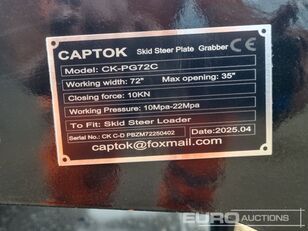 CAPTOK Skid Steer Plate Grabber CE
Model: CK-PG72C
Working width: 72" Max opening: 35"
Closing force: 10KN
Working Pressure: 10Mpa-22Mpa
To Fit: Skid Steer Loader
Serial No.: CK C-D PBZM72250402 Date:2025.04
captok@foxmail.com
EURO AUCTIONS